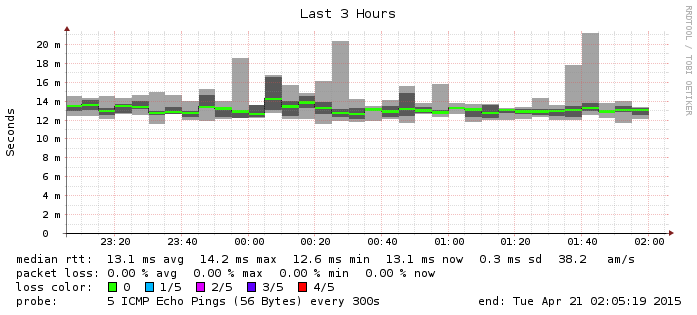 Last 3 Hours
RRDTOOL / TOBI OETIKER
Seconds
20 m
18 m
16 m
14 m
12 m
10 m
8 m
6 m
4 m
2 m
0
23:20 23:40 00:00 00:20 00:40 01:00 01:20 01:40 02:00
median rtt: 13.1 ms avg 14.2 ms max 12.6 ms min 13.1 ms now 0.3 ms sd 38.2 am/s
packet loss: 0.00 % avg 0.00 % max 0.00 % min 0.00 % now
loss color: 0 1/5 2/5 3/5 4/5
probe: 5 ICMP Echo Pings (56 Bytes) every 300s end: Tue Apr 21 02:05:19 2015